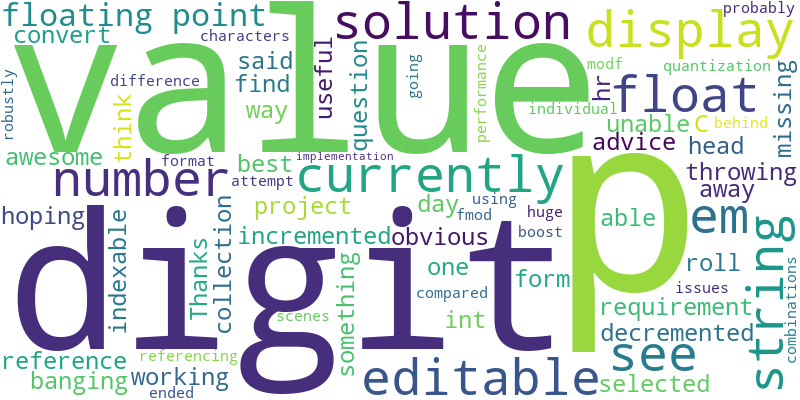 floating point
solution
display
probably
convert
characters
value
robustly
difference
said
find
useful
question
going
performance
modf
quantization
hr
float
missing
think
way
individual
unable
C
behind
awesome
format
best
implementation
advice
head
number
attempt
currently
throwing
away
hoping
project
day
using
fmod
huge
able
p
em
string
indexable
Thanks
collection
incremented
obvious
boost
digit
something
one
form
roll
combinations
compared
issues
scenes
int
requirement
decremented
reference
referencing
see
banging
working
editable
selected
ended